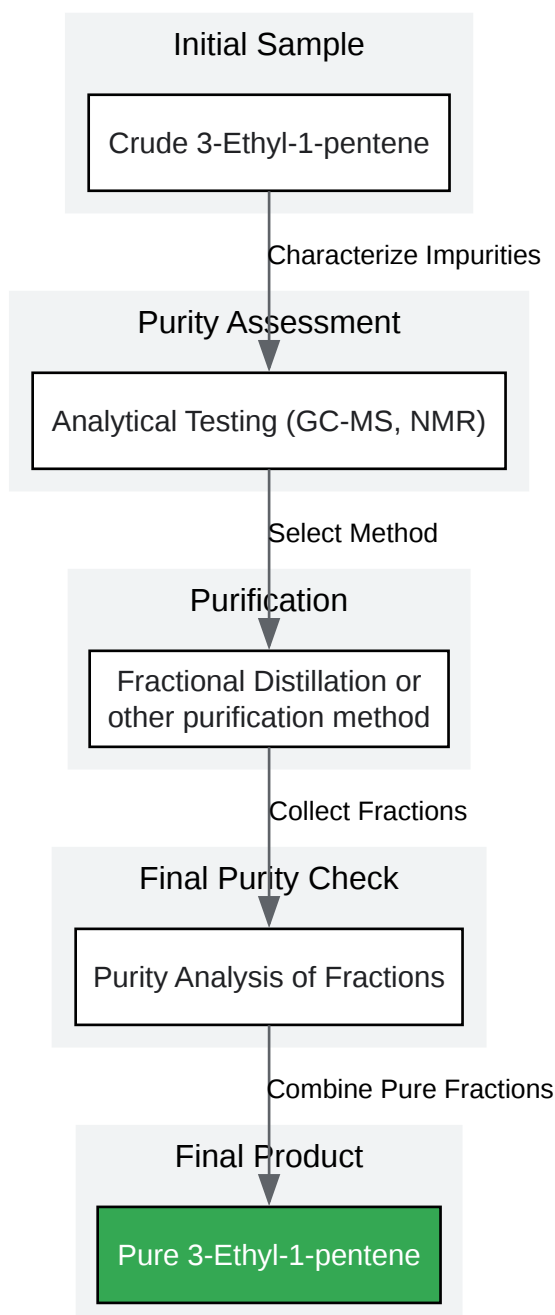 Initial Sample
Crude 3-Ethyl-1-pentene
Characterize Impurities
Purity Assessment
Analytical Testing (GC-MS, NMR)
Select Method
Purification
Fractional Distillation or
other purification method
Collect Fractions
Final Purity Check
Purity Analysis of Fractions
Combine Pure Fractions
Final Product
Pure 3-Ethyl-1-pentene